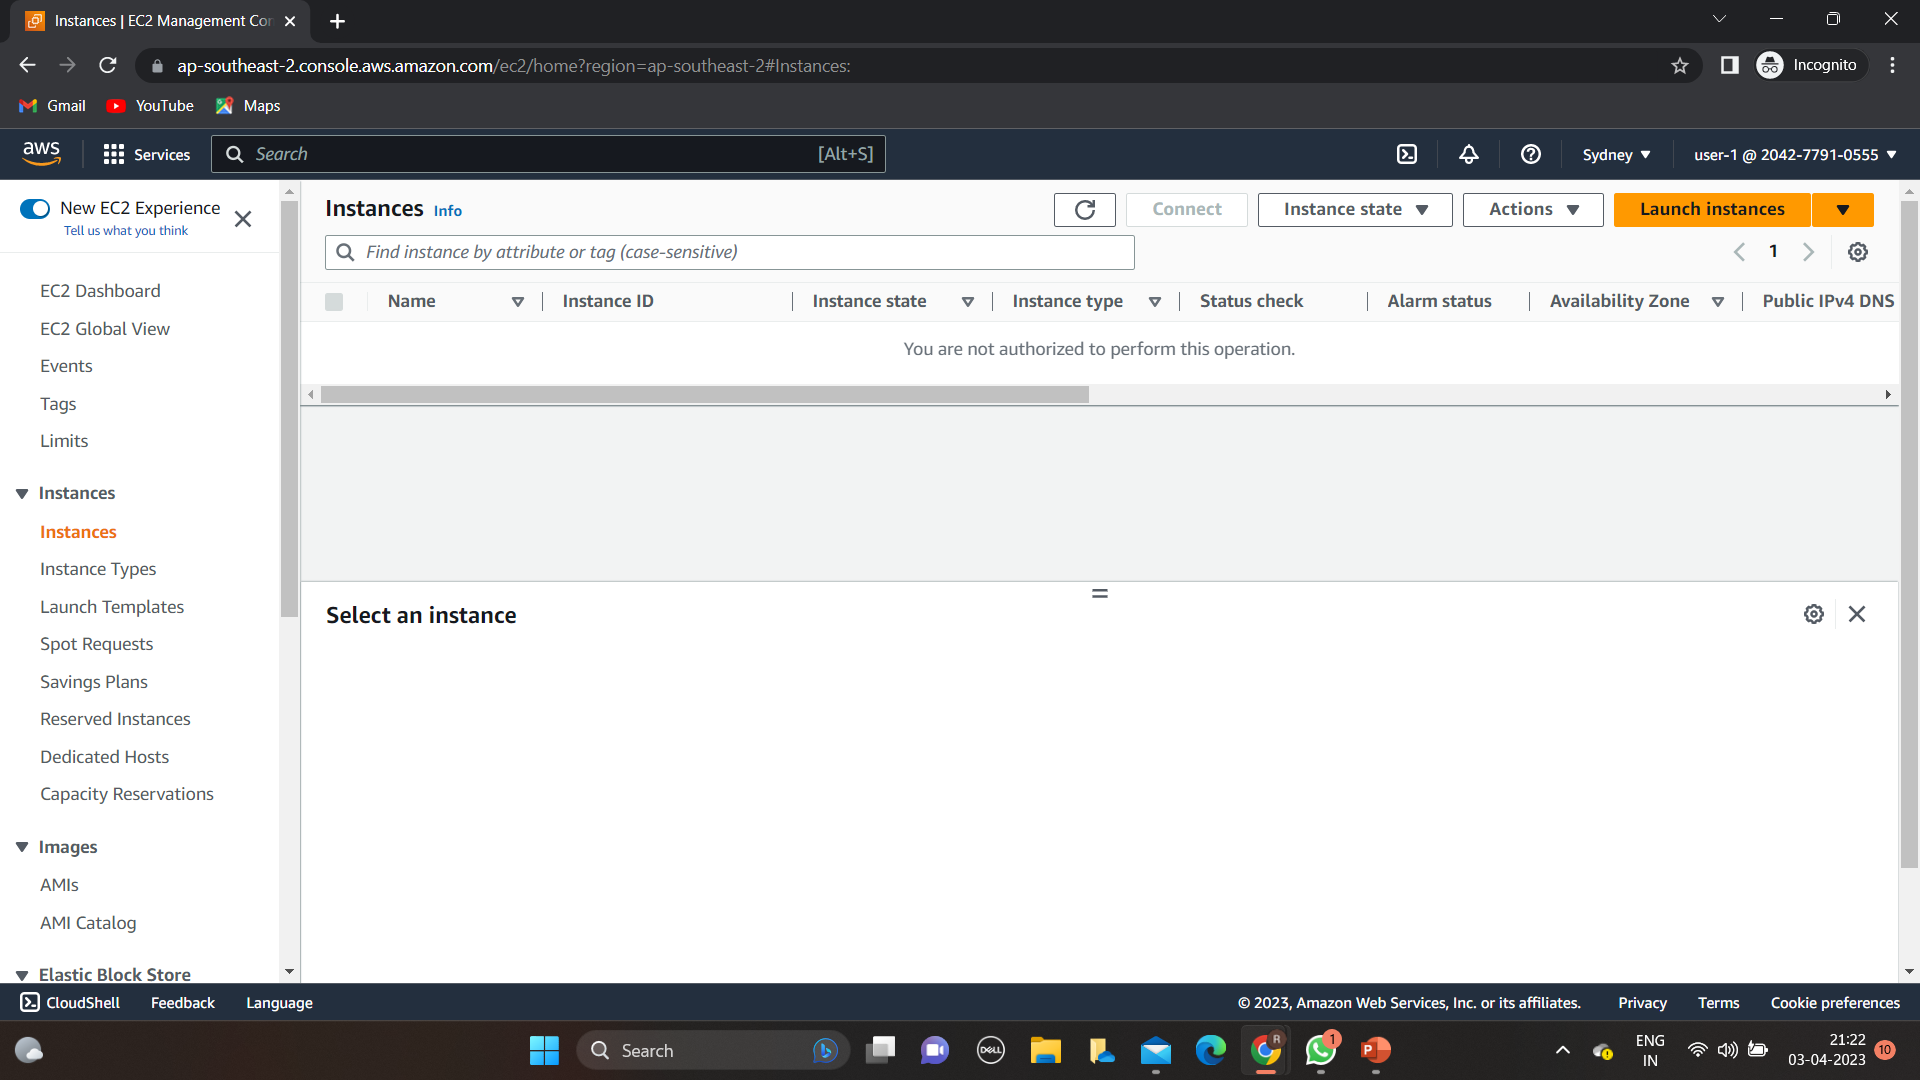 Instances | EC2 Management Con
ap-southeast-2.console.aws.amazon.com/ec2/home?region=ap-southeast-2#Instances:
Incognito
Gmail YouTube Maps
aws Services Search [Alt+S] Sydney user-1 @ 2042-7791-0555
New EC2 Experience
Tell us what you think
EC2 Dashboard
EC2 Global View
Events
Tags
Limits
Instances
Instances
Instance Types
Launch Templates
Spot Requests
Savings Plans
Reserved Instances
Dedicated Hosts
Capacity Reservations
Images
AMIs
AMI Catalog
Elastic Block Store
Instances Info Connect Instance state Actions Launch instances
Find instance by attribute or tag (case-sensitive) 1
Name Instance ID Instance state Instance type Status check Alarm status Availability Zone Public IPv4 DNS
You are not authorized to perform this operation.
Select an instance
CloudShell Feedback Language © 2023, Amazon Web Services, Inc. or its affiliates. Privacy Terms Cookie preferences
Search DELL R 1 P
ENG
IN
21:22
03-04-2023
10